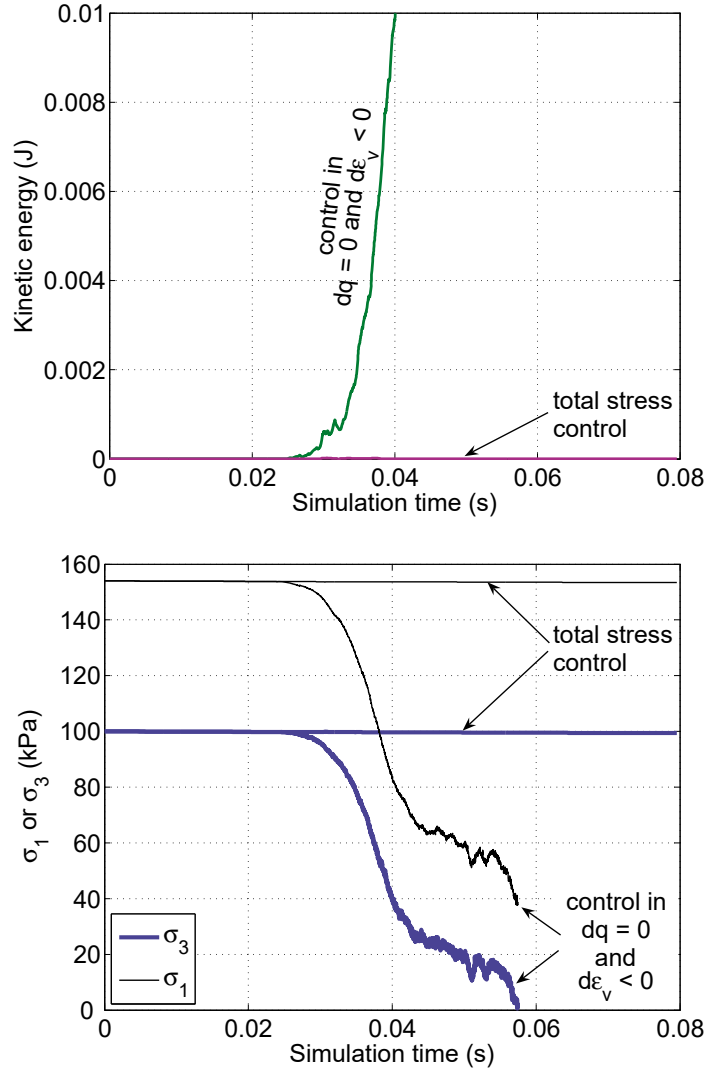 0.01
0.008
0.006
0.004
0.002
0
Kinetic energy (J)
control in
dq = 0 and dε_v < 0
total stress
control
0 0.02 0.04 0.06 0.08
Simulation time (s)
160
140
120
100
80
60
40
20
0
σ_1 or σ_3 (kPa)
total stress
control
control in
dq = 0
and
dε_v < 0
σ_3
σ_1
0 0.02 0.04 0.06 0.08
Simulation time (s)